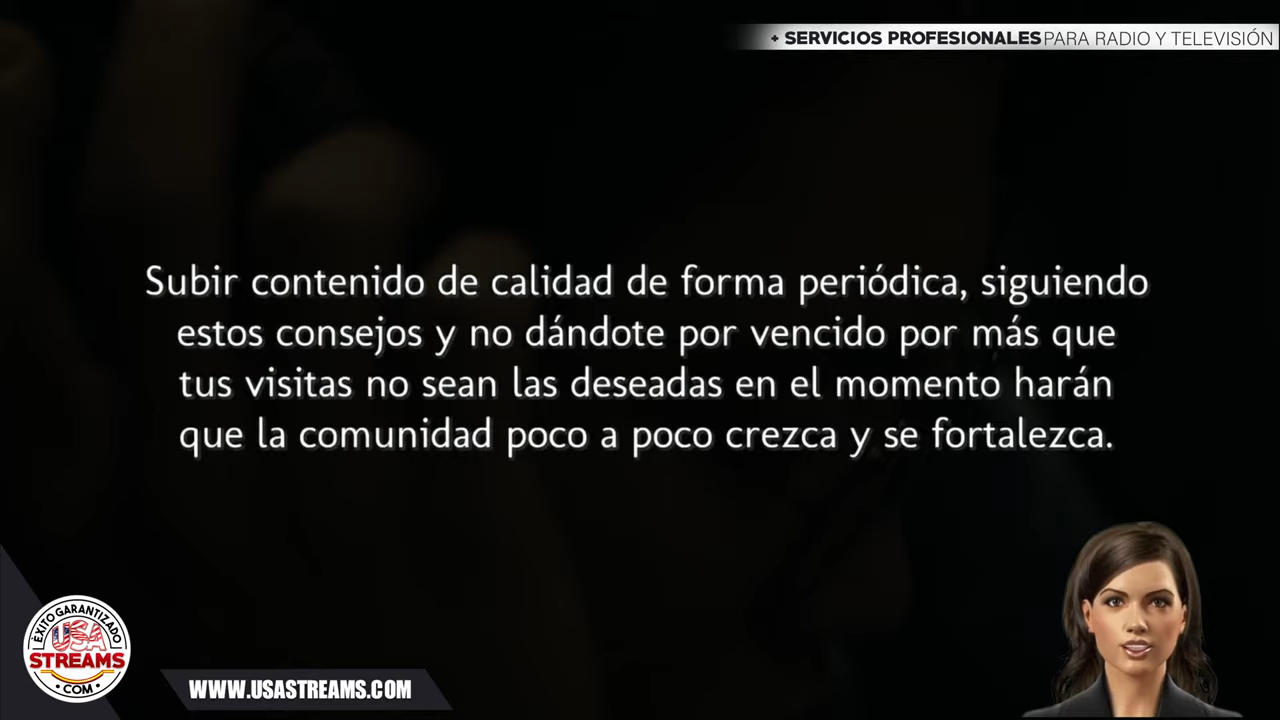 + SERVICIOS PROFESIONALES PARA RADIO Y TELEVISIÓN
Subir contenido de calidad de forma periódica, siguiendo
estos consejos y no dándote por vencido por más que
tus visitas no sean las deseadas en el momento harán
que la comunidad poco a poco crezca y se fortalezca.
ÉXITO GARANTIZADO
USA
STREAMS
• COM •
WWW.USASTREAMS.COM